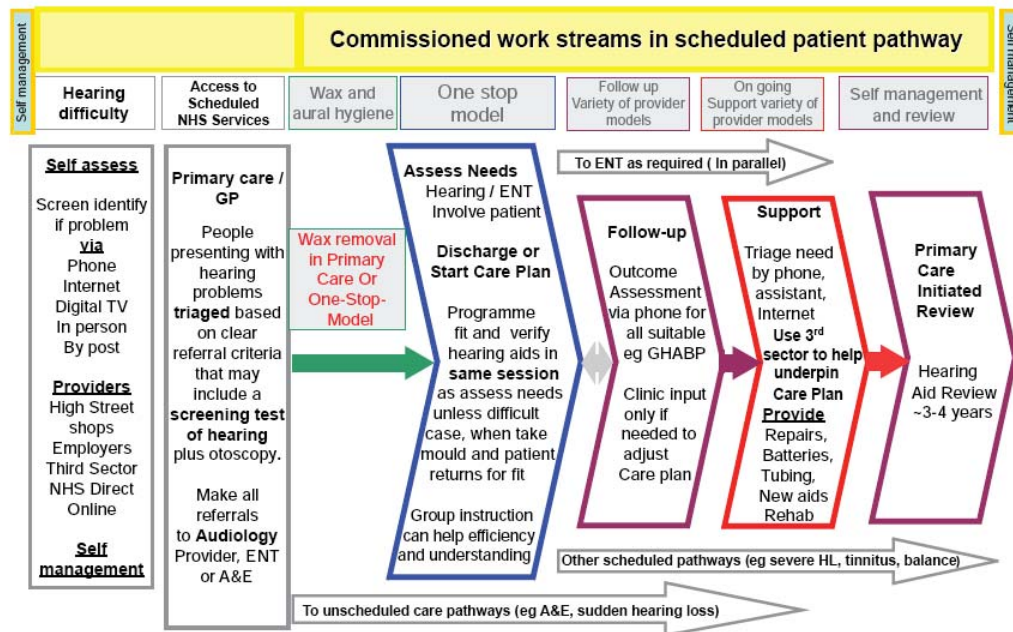 Self management
Commissioned work streams in scheduled patient pathway
Self management
Hearing
difficulty
Access to
Scheduled
NHS Services
Wax and
aural hygiene
One stop
model
Follow up
Variety of provider
models
On going
Support variety of
provider models
Self management
and review
Self assess
Screen identify
if problem
via
Phone
Internet
Digital TV
In person
By post
Providers
High Street
shops
Employers
Third Sector
NHS Direct
Online
Self
management
Primary care /
GP
People
presenting with
hearing
problems
triaged based
on clear
referral criteria
that may
include a
screening test
of hearing
plus otoscopy.
Make all
referrals
to Audiology
Provider, ENT
or A&E
Wax removal
in Primary
Care Or
One-Stop-
Model
Assess Needs
Hearing / ENT
Involve patient
Discharge or
Start Care Plan
Programme
fit and verify
hearing aids in
same session
as assess needs
unless difficult
case, when take
mould and patient
returns for fit
Group instruction
can help efficiency
and understanding
To ENT as required ( In parallel)
Follow-up
Outcome
Assessment
via phone for
all suitable
eg GHABP
Clinic input
only if
needed to
adjust
Care plan
Support
Triage need
by phone,
assistant,
Internet
Use 3rd
sector to help
underpin
Care Plan
Provide
Repairs,
Batteries,
Tubing,
New aids
Rehab
Primary
Care
Initiated
Review
Hearing
Aid Review
~3-4 years
Other scheduled pathways (eg severe HL, tinnitus, balance)
To unscheduled care pathways (eg A&E, sudden hearing loss)